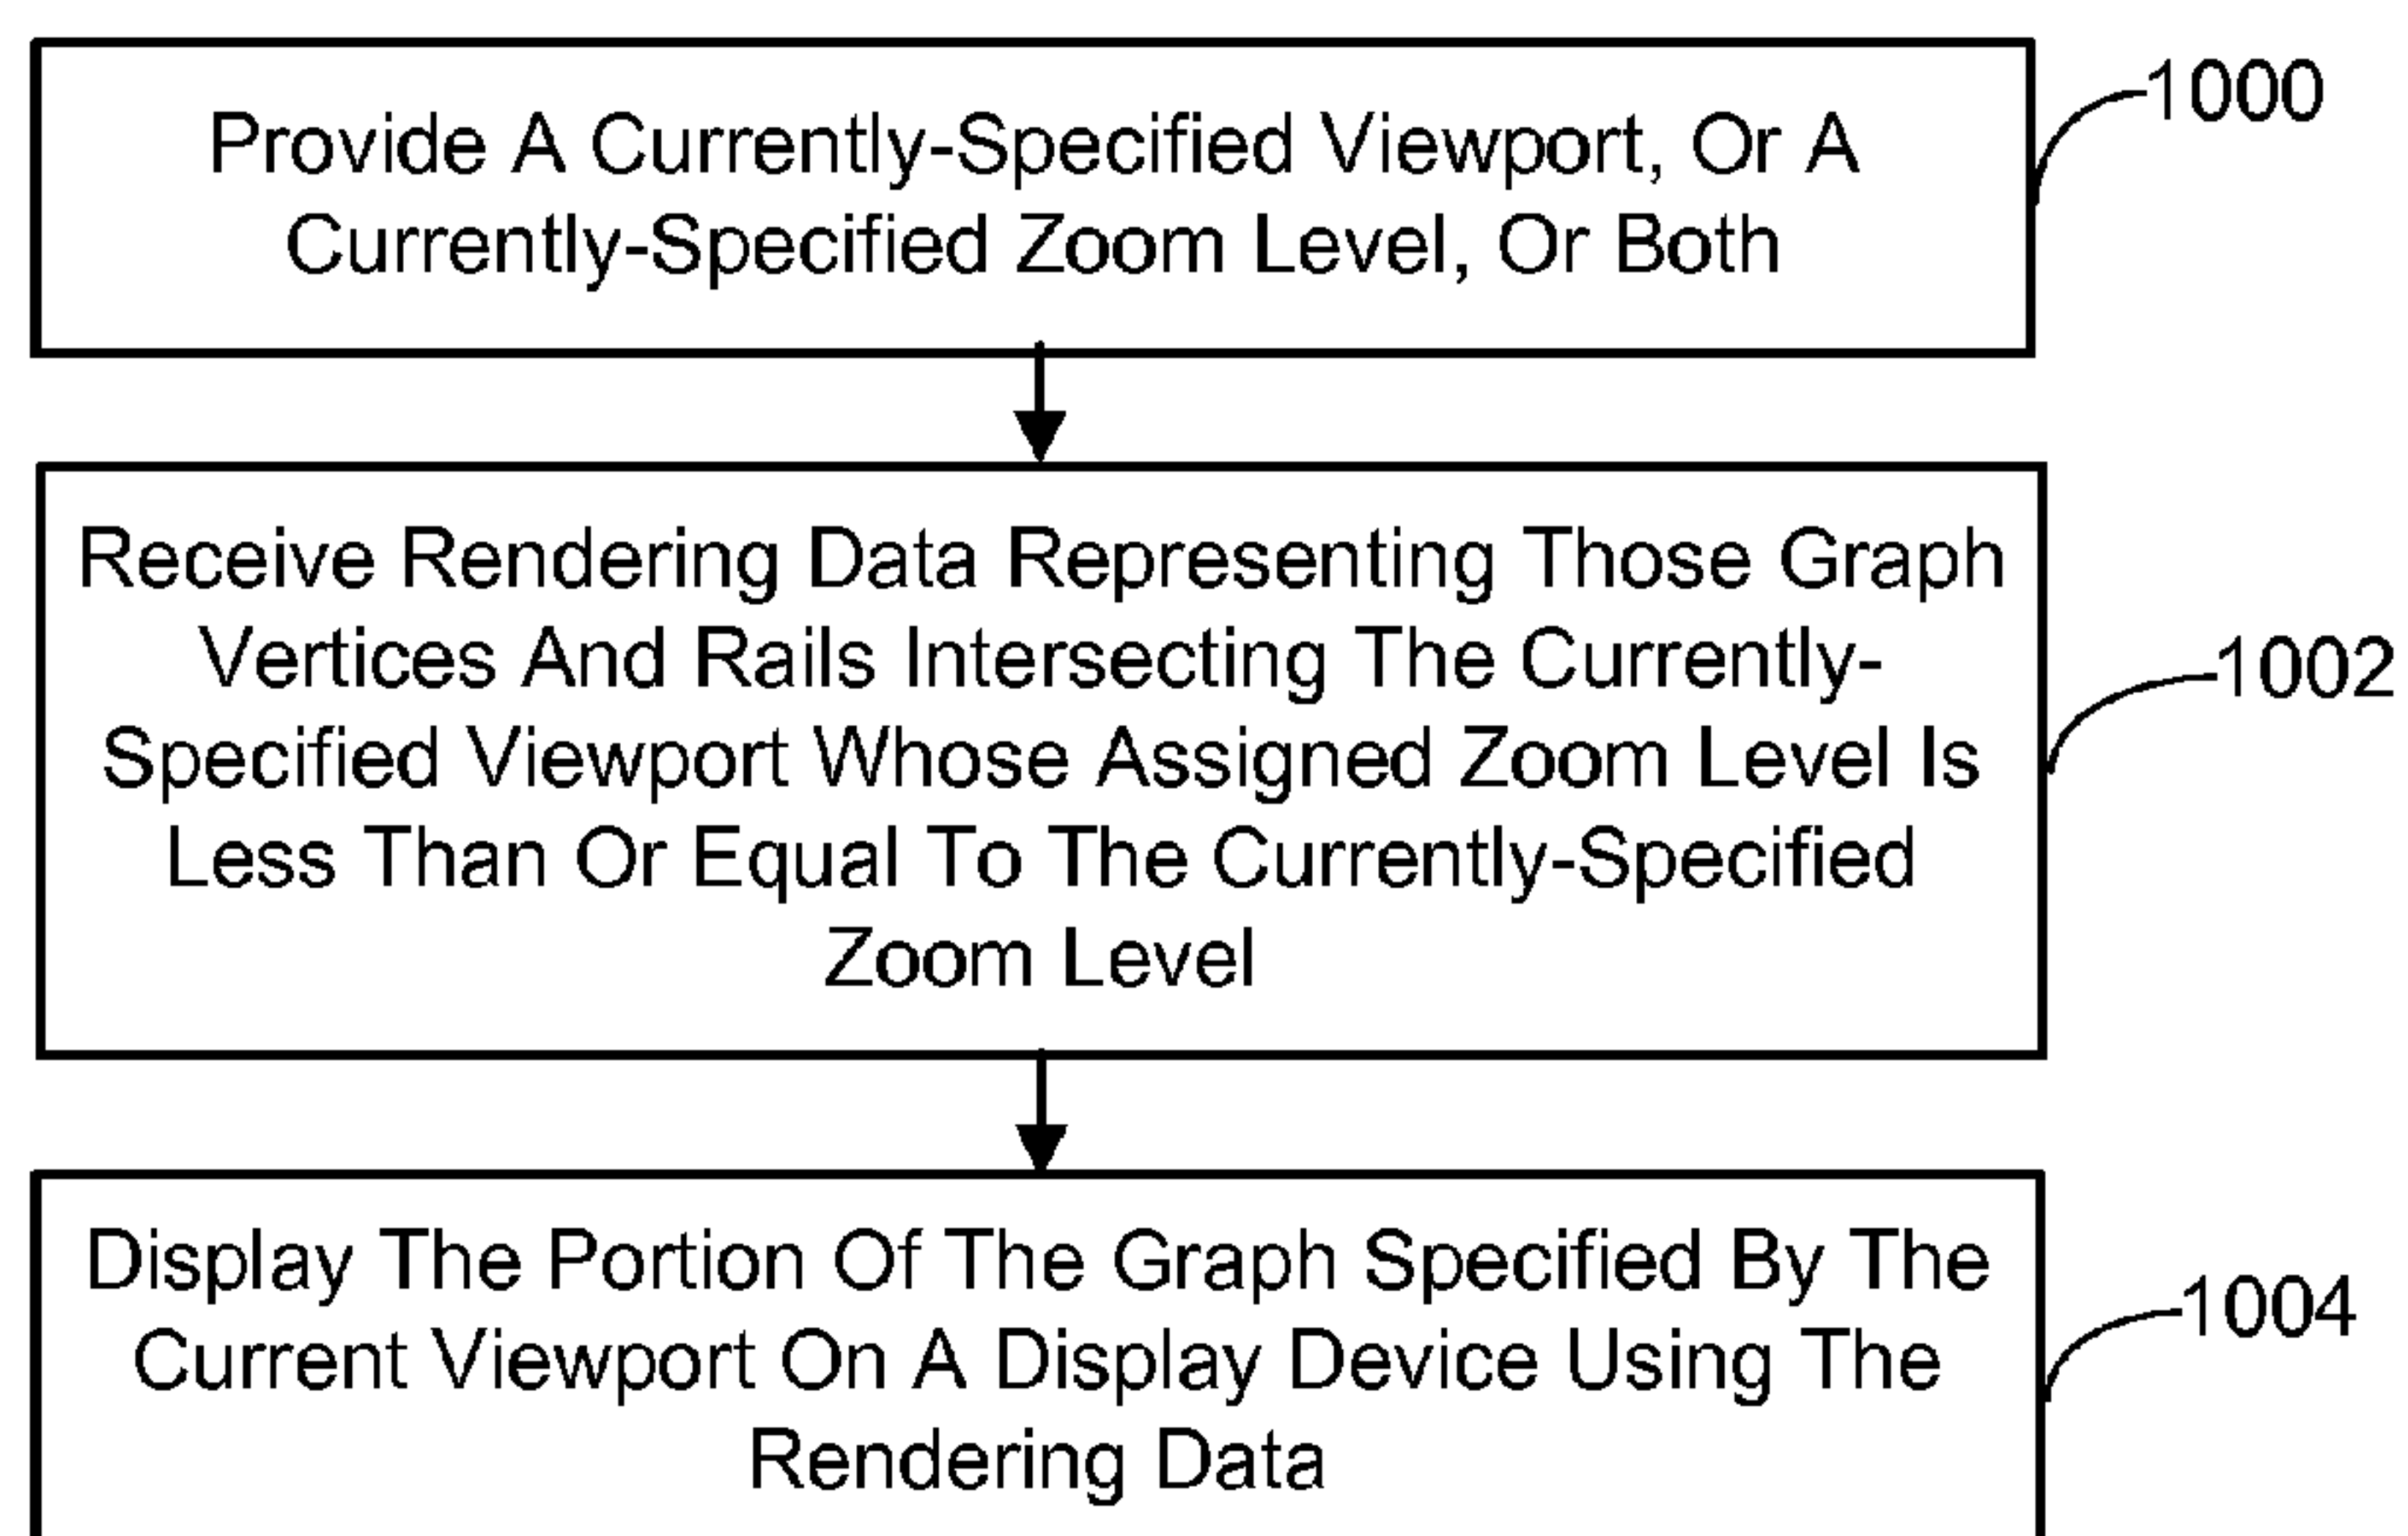 Provide A Currently-Specified Viewport, Or A
Currently-Specified Zoom Level, Or Both
1000
Receive Rendering Data Representing Those Graph
Vertices And Rails Intersecting The Currently-
Specified Viewport Whose Assigned Zoom Level Is
Less Than Or Equal To The Currently-Specified
Zoom Level
1002
Display The Portion Of The Graph Specified By The
Current Viewport On A Display Device Using The
Rendering Data
1004